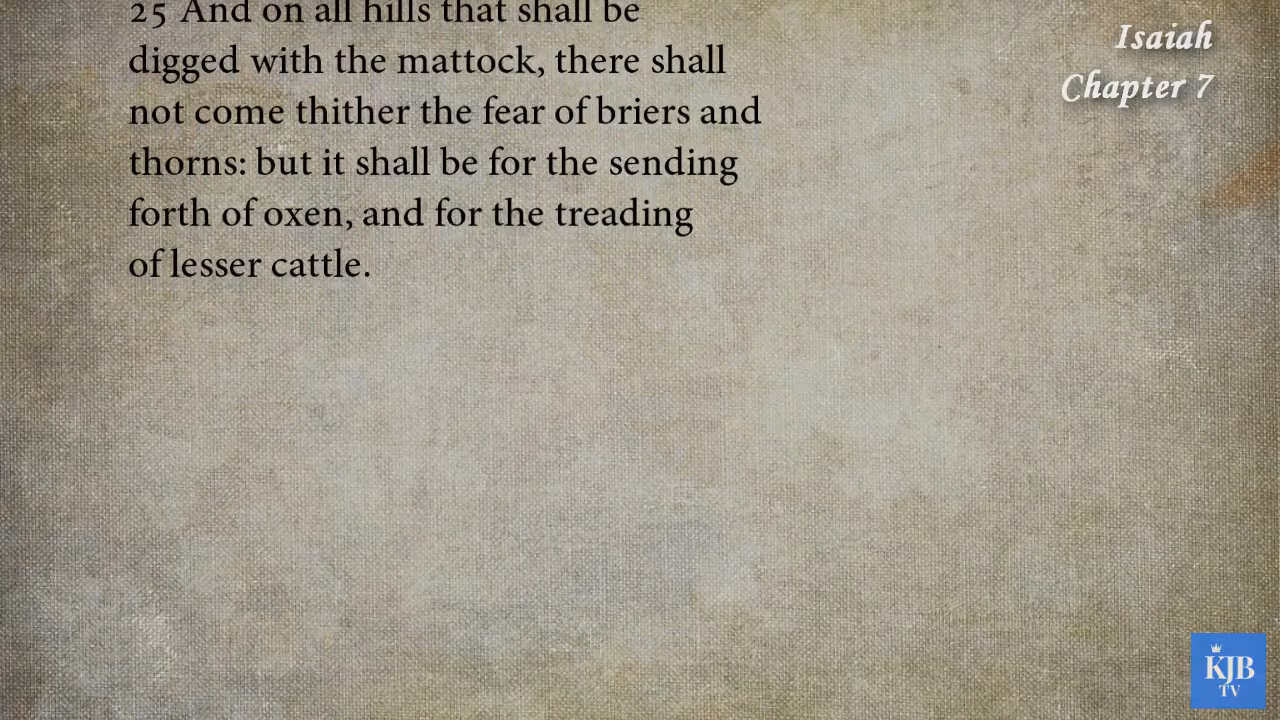 25 And on all hills that shall be
digged with the mattock, there shall
not come thither the fear of briers and
thorns: but it shall be for the sending
forth of oxen, and for the treading
of lesser cattle.
Isaiah
Chapter 7
KJB
TV